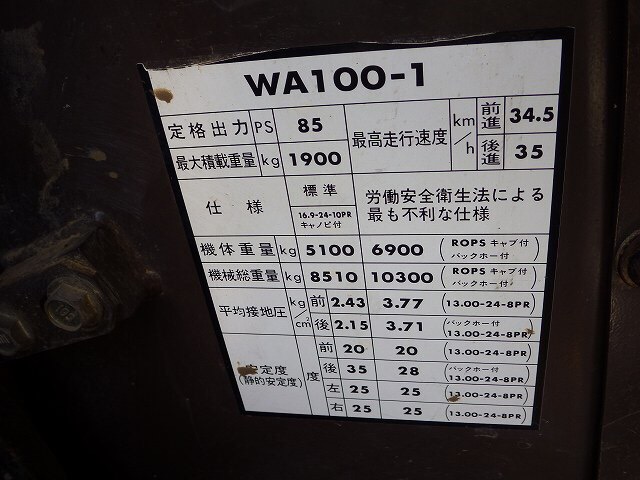 WA100-1
定格出力 PS 85 最高走行速度 km/h 前進 34.5
最大積載重量 kg 1900 後進 35
仕様 標準 労働安全衛生法による
16.9-24-10PR 最も不利な仕様
キャノピ付
機体重量 kg 5100 6900 (ROPS キャブ付 バックホー付)
機械総重量 kg 8510 10300 (ROPS キャブ付 バックホー付)
平均接地圧 kg/cm² 前 2.43 3.77 (13.00-24-8PR)
後 2.15 3.71 (バックホー付 13.00-24-8PR)
安定度 (静的安定度) 度 前 20 20 (13.00-24-8PR)
後 35 28 (バックホー付 13.00-24-8PR)
左 25 25 (13.00-24-8PR)
右 25 25 (13.00-24-8PR)